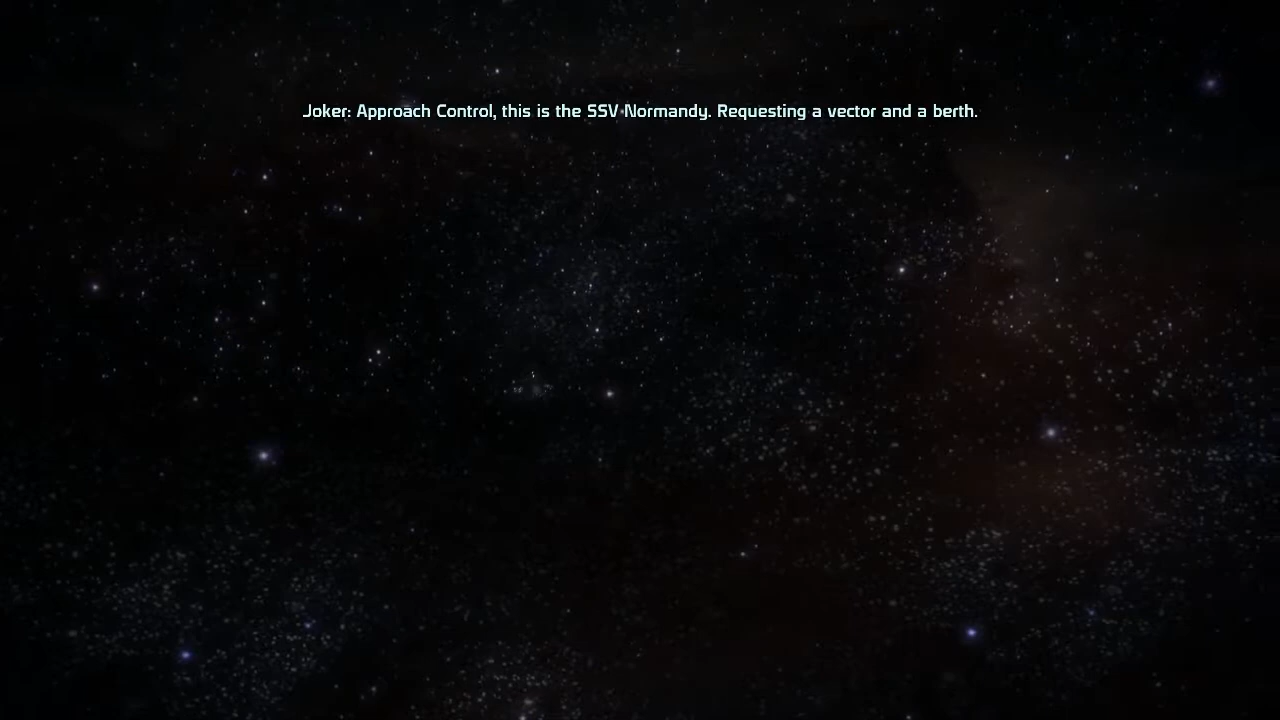 Joker: Approach Control, this is the SSV Normandy. Requesting a vector and a berth.